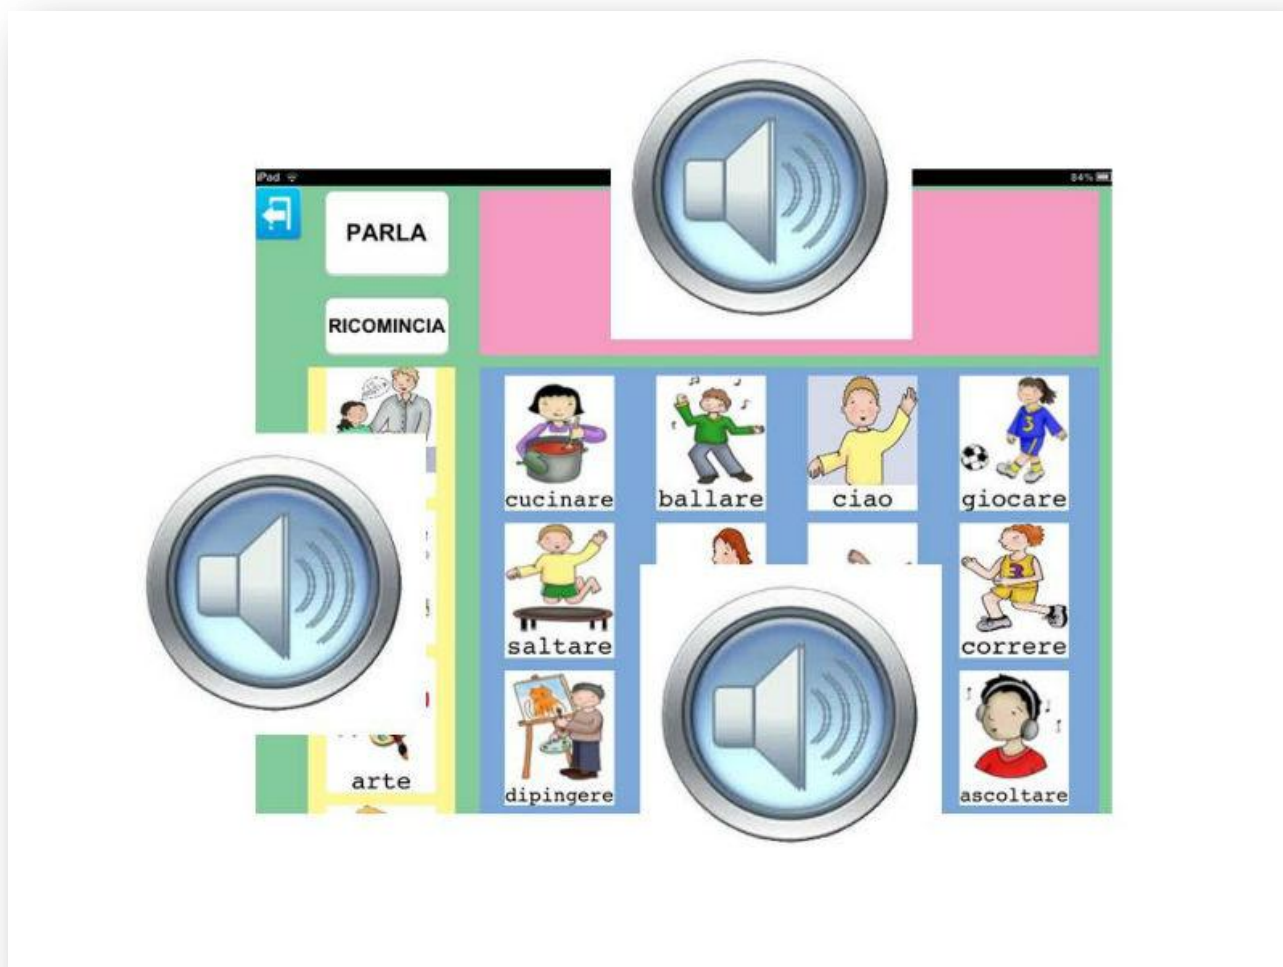 iPad 84%
PARLA
RICOMINCIA
cucinare ballare ciao giocare
saltare correre
arte
dipingere ascoltare